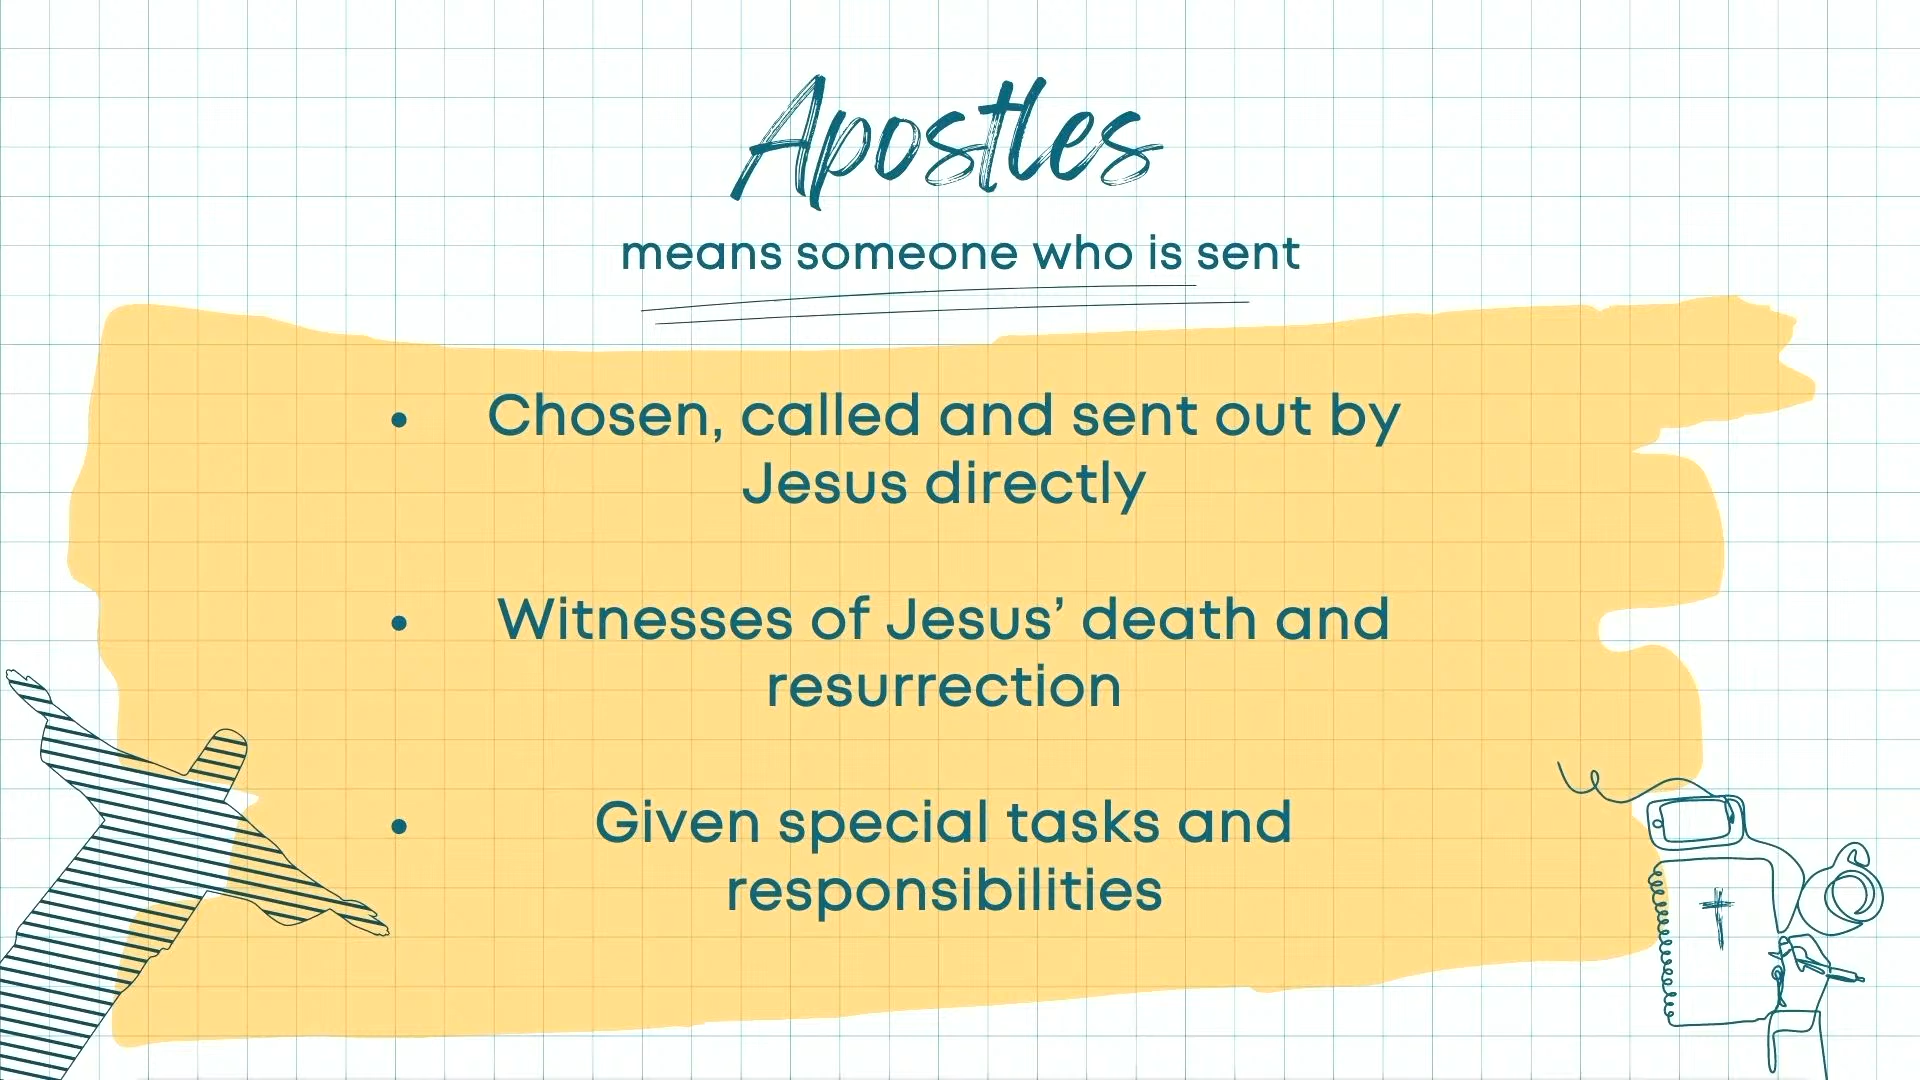 Apostles
means someone who is sent
• Chosen, called and sent out by
Jesus directly
• Witnesses of Jesus’ death and
resurrection
• Given special tasks and
responsibilities